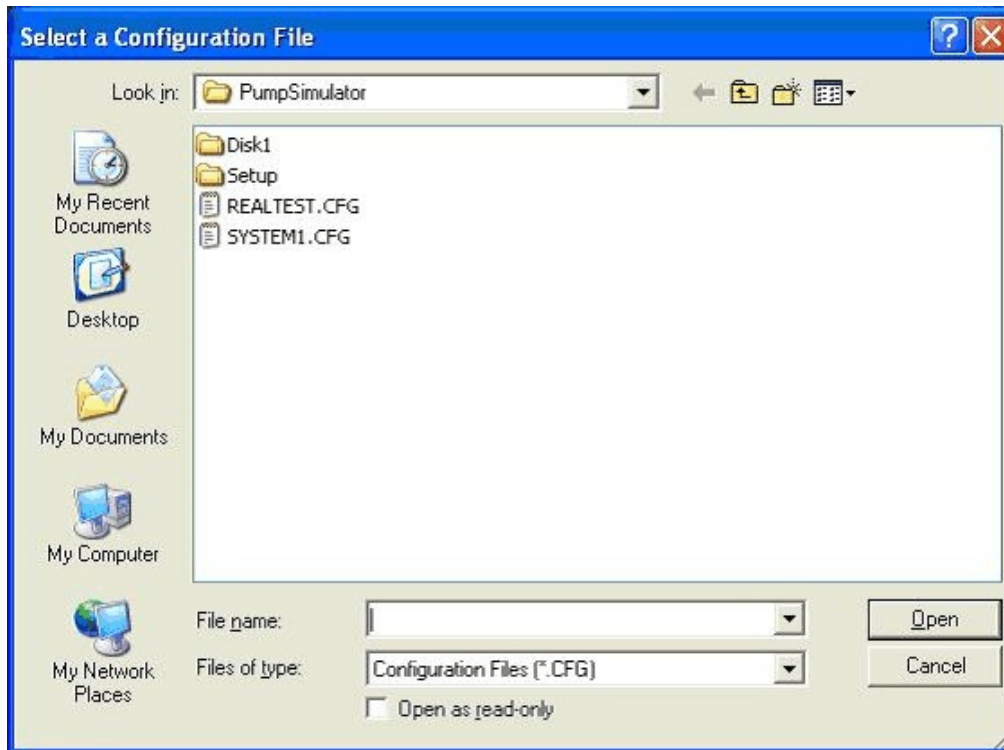 Select a Configuration File
Look in: PumpSimulator
Disk1
Setup
REALTEST.CFG
SYSTEM1.CFG
My Recent
Documents
Desktop
My Documents
My Computer
My Network
Places
File name:
Open
Files of type: Configuration Files (*.CFG)
Cancel
Open as read-only